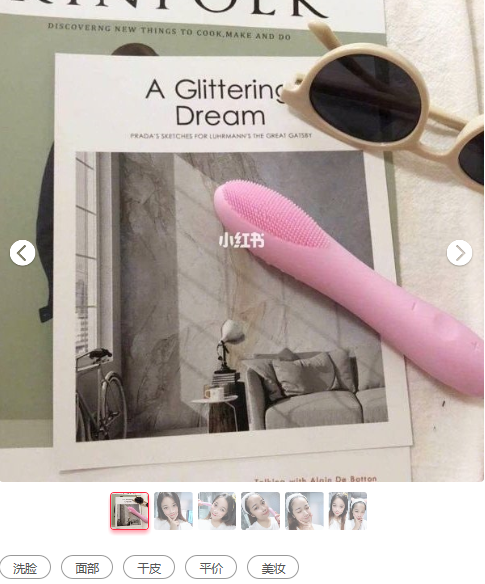 DISCOVERNG NEW THINGS TO COOK,MAKE AND DO
A Glittering
Dream
PRADA'S SKETCHES FOR LUHRMANN'S THE GREAT GATSBY
小红书
Talking with Alain De Botton
洗脸
面部
干皮
平价
美妆